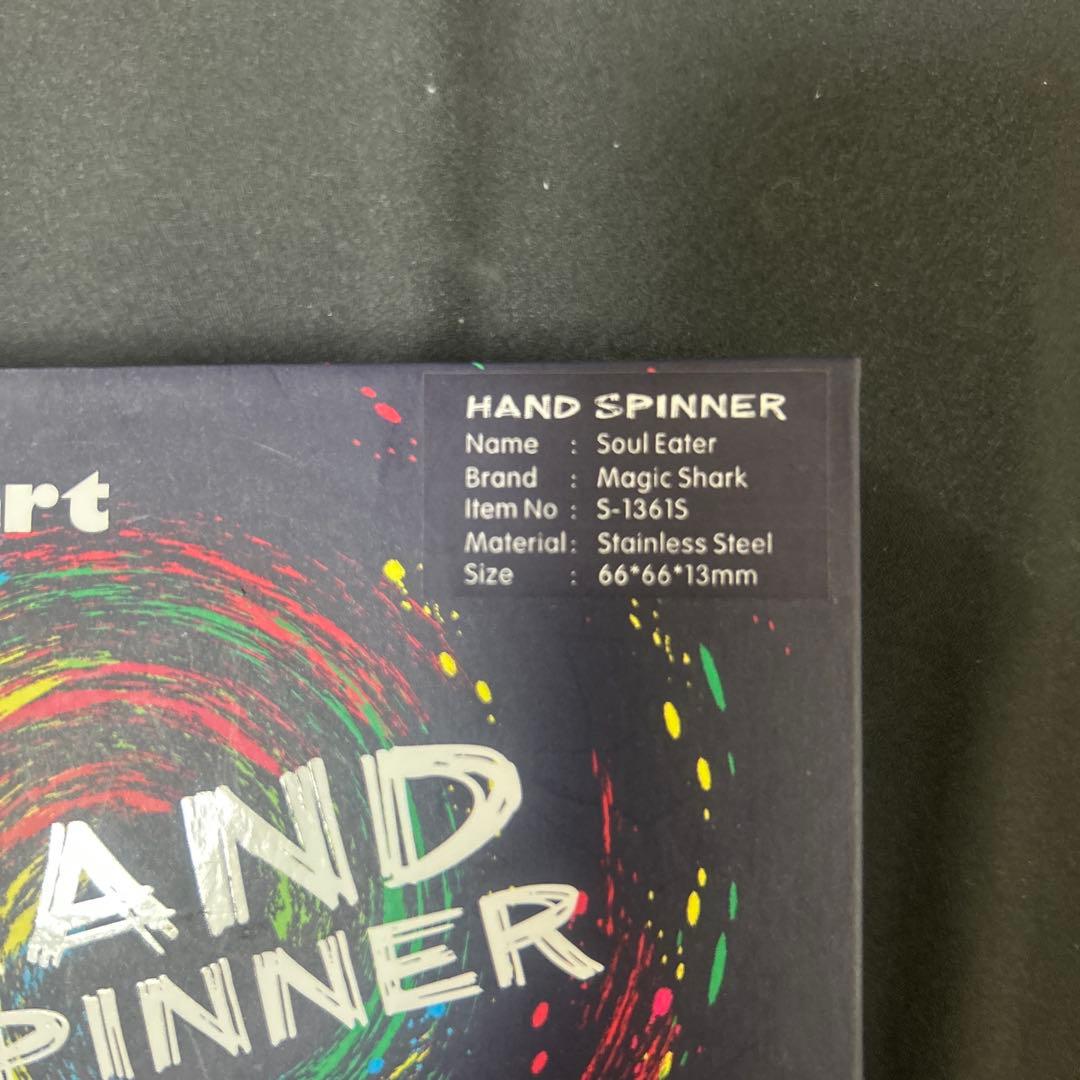 HAND SPINNER
Name : Soul Eater
Brand : Magic Shark
Item No : S-1361S
Material : Stainless Steel
Size : 66*66*13mm
rt
AND
PINNER